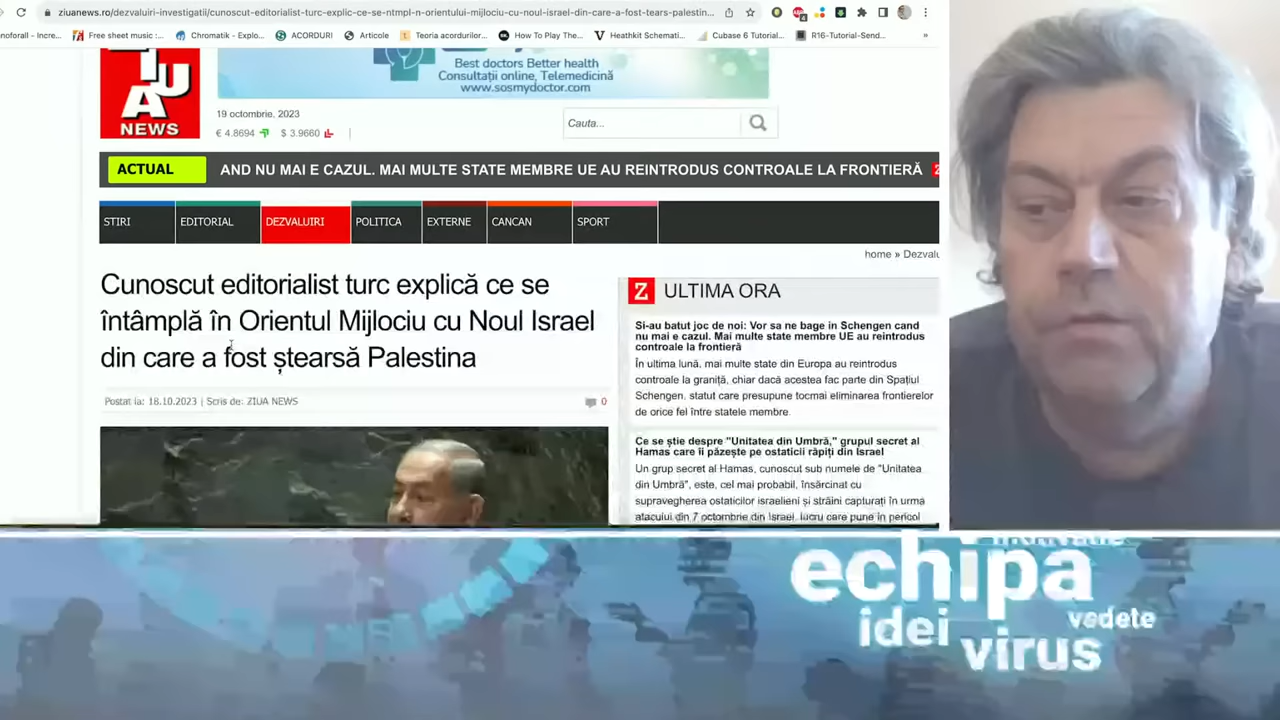 ziuanews.ro/dezvaluiri-investigatii/cunoscut-editorialist-turc-explic-ce-se-ntmpl-n-orientului-mijlociu-cu-noul-israel-din-care-a-fost-tears-palestin...
noforall - Incre...
Free sheet music :...
Chromatik - Explo...
ACORDURI
Articole
Teoria acordurilor...
How To Play The...
Heathkit Schemati...
Cubase 6 Tutorial...
R16-Tutorial-Send...
»
ZIUA
NEWS
Best doctors Better health
Consultații online, Telemedicină
www.sosmydoctor.com
19 octombrie, 2023
€ 4.8694
$ 3.9660
Cauta...
ACTUAL
AND NU MAI E CAZUL. MAI MULTE STATE MEMBRE UE AU REINTRODUS CONTROALE LA FRONTIERĂ
STIRI
EDITORIAL
DEZVALUIRI
POLITICA
EXTERNE
CANCAN
SPORT
home » Dezvalu
Cunoscut editorialist turc explică ce se
întâmplă în Orientul Mijlociu cu Noul Israel
din care a fost ștearsă Palestina
Postat la: 18.10.2023 | Scris de: ZIUA NEWS
0
Z ULTIMA ORA
Si-au batut joc de noi: Vor sa ne bage in Schengen cand
nu mai e cazul. Mai multe state membre UE au reintrodus
controale la frontieră
În ultima lună, mai multe state din Europa au reintrodus
controale la graniță, chiar dacă acestea fac parte din Spațiul
Schengen, statut care presupune tocmai eliminarea frontierelor
de orice fel între statele membre.
Ce se știe despre "Unitatea din Umbră," grupul secret al
Hamas care îi păzește pe ostaticii răpiți din Israel
Un grup secret al Hamas, cunoscut sub numele de "Unitatea
din Umbră", este, cel mai probabil, însărcinat cu
supravegherea ostaticilor israelieni și străini capturați în urma
atacului din 7 octombrie din Israel, lucru care pune în pericol
motivatie
echipa
idei
vedete
virus